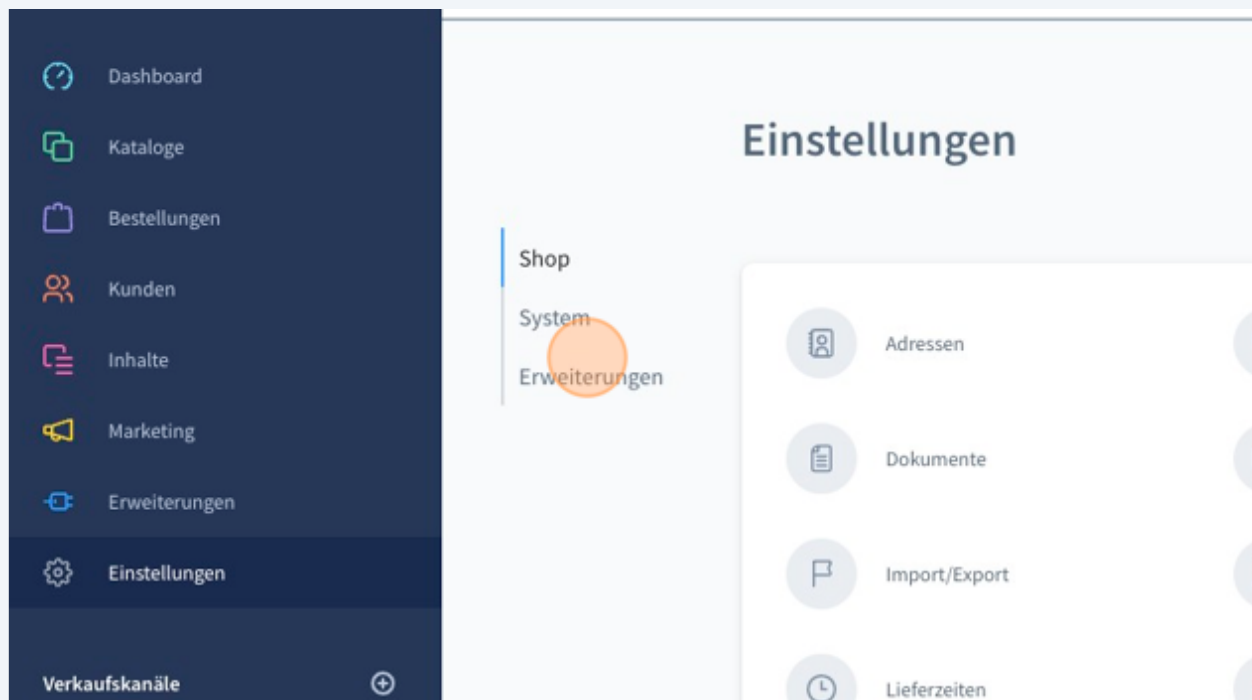 Dashboard
Kataloge
Bestellungen
Kunden
Inhalte
Marketing
Erweiterungen
Einstellungen
Verkaufskanäle
Einstellungen
Shop
System
Erweiterungen
Adressen
Dokumente
Import/Export
Lieferzeiten